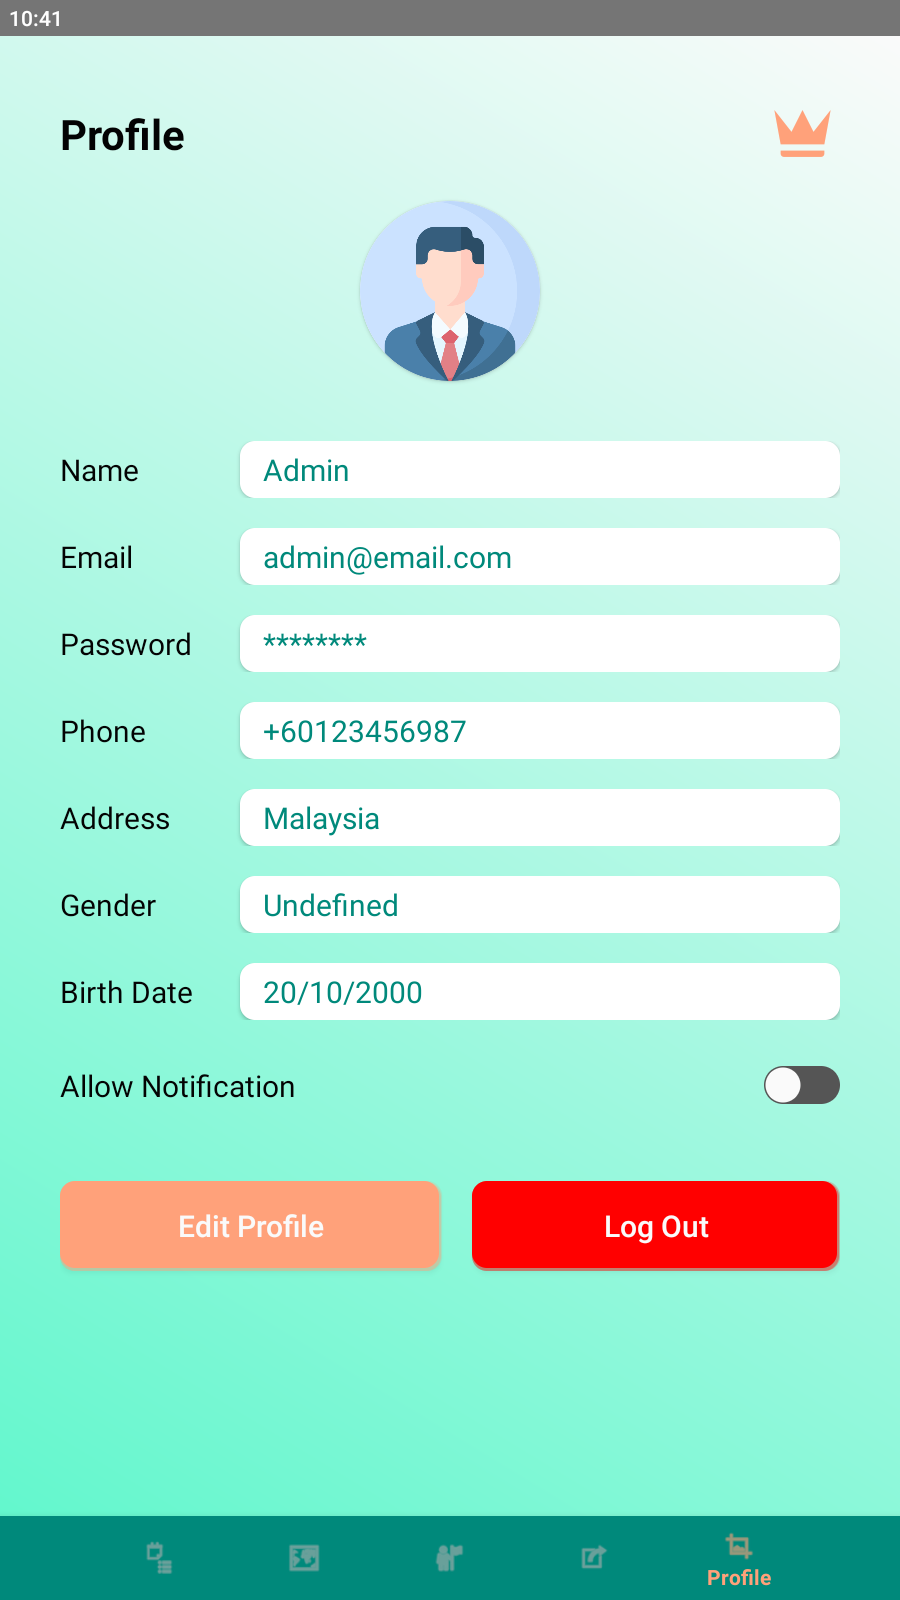 10:41
Profile
Name
Admin
Email
admin@email.com
Password
********
Phone
+60123456987
Address
Malaysia
Gender
Undefined
Birth Date
20/10/2000
Allow Notification
Edit Profile
Log Out
Profile